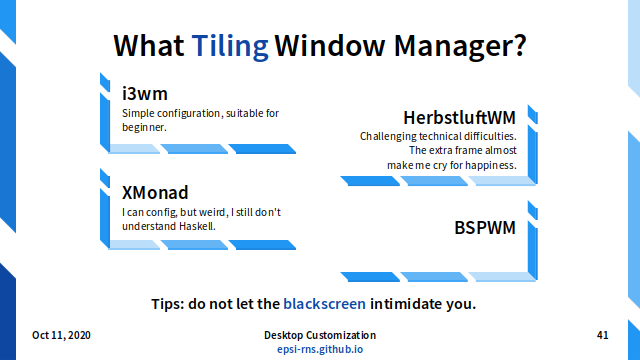 What Tiling Window Manager?
i3wm
Simple configuration, suitable for
beginner.
HerbstluftWM
Challenging technical difficulties.
The extra frame almost
make me cry for happiness.
XMonad
I can config, but weird, I still don't
understand Haskell.
BSPWM
Tips: do not let the blackscreen intimidate you.
Oct 11, 2020
Desktop Customization
epsi-rns.github.io
41